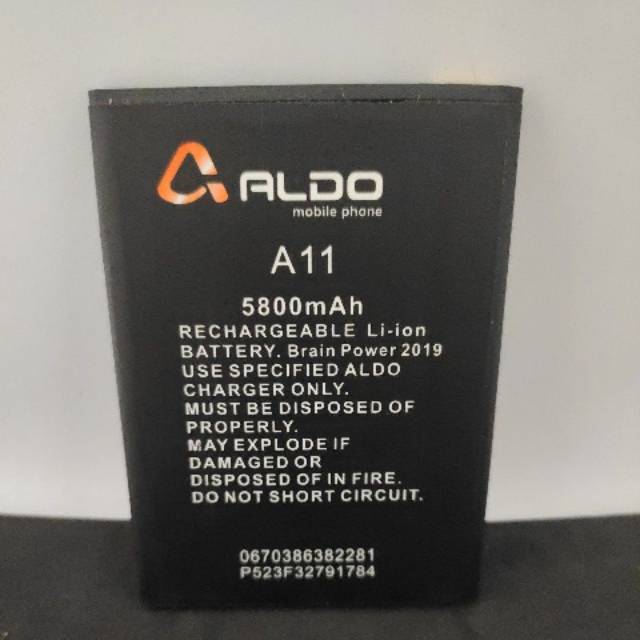 ALDO
mobile phone
A11
5800mAh
RECHARGEABLE Li-ion
BATTERY. Brain Power 2019
USE SPECIFIED ALDO
CHARGER ONLY.
MUST BE DISPOSED OF
PROPERLY.
MAY EXPLODE IF
DAMAGED OR
DISPOSED OF IN FIRE.
DO NOT SHORT CIRCUIT.
0670386382281
P523F32791784